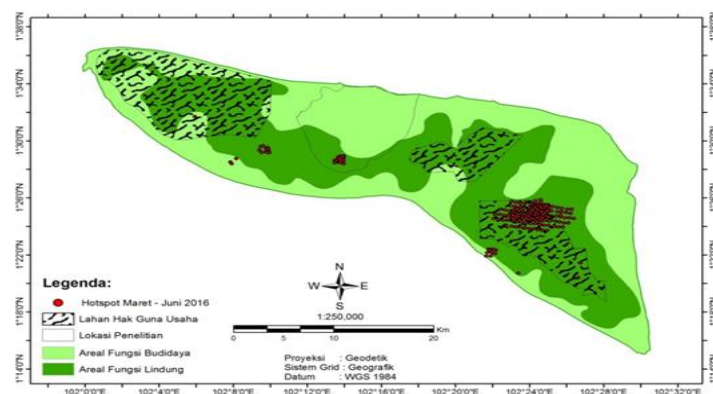 102°0'0"E 102°4'0"E 102°8'0"E 102°12'0"E 102°16'0"E 102°20'0"E 102°24'0"E 102°28'0"E 102°32'0"E
1°38'0"N
1°34'0"N
1°30'0"N
1°22'0"N
1°18'0"N
1°14'0"N
Legenda:
Hotspot Maret - Juni 2016
Lahan Hak Guna Usaha
Lokasi Penelitian
Areal Fungsi Budidaya
Areal Fungsi Lindung
N
W E
S
1:250,000
0 5 10 20 Km
Proyeksi : Geodetik
Sistem Grid : Geografik
Datum : WGS 1984